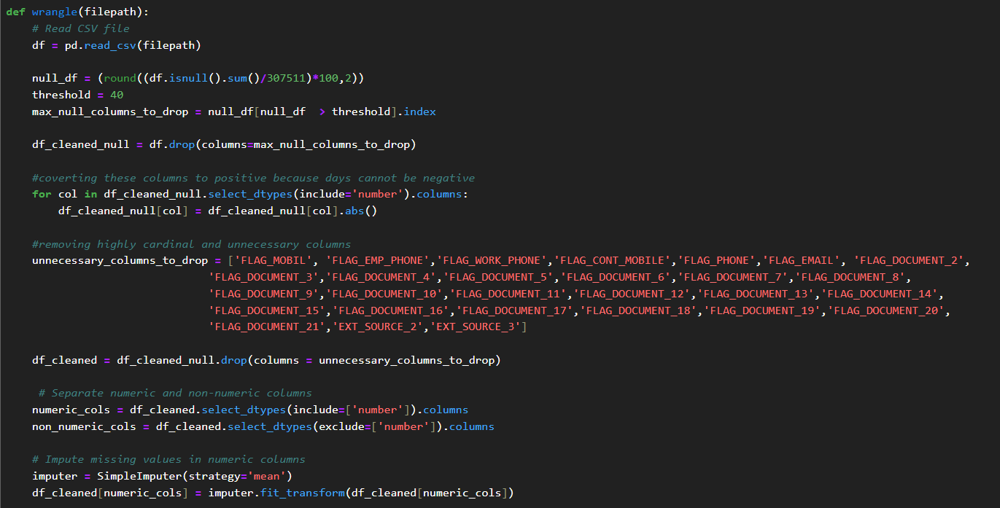 def wrangle(filepath):
    # Read CSV file
    df = pd.read_csv(filepath)
    null_df = (round((df.isnull().sum()/307511)*100,2))
    threshold = 40
    max_null_columns_to_drop = null_df[null_df  > threshold].index
    df_cleaned_null = df.drop(columns=max_null_columns_to_drop)
    #coverting these columns to positive because days cannot be negative
    for col in df_cleaned_null.select_dtypes(include='number').columns:
        df_cleaned_null[col] = df_cleaned_null[col].abs()
    #removing highly cardinal and unnecessary columns
    unnecessary_columns_to_drop = ['FLAG_MOBIL', 'FLAG_EMP_PHONE','FLAG_WORK_PHONE','FLAG_CONT_MOBILE','FLAG_PHONE','FLAG_EMAIL', 'FLAG_DOCUMENT_2',
                               'FLAG_DOCUMENT_3','FLAG_DOCUMENT_4','FLAG_DOCUMENT_5','FLAG_DOCUMENT_6','FLAG_DOCUMENT_7','FLAG_DOCUMENT_8',
                               'FLAG_DOCUMENT_9','FLAG_DOCUMENT_10','FLAG_DOCUMENT_11','FLAG_DOCUMENT_12','FLAG_DOCUMENT_13','FLAG_DOCUMENT_14',
                               'FLAG_DOCUMENT_15','FLAG_DOCUMENT_16','FLAG_DOCUMENT_17','FLAG_DOCUMENT_18','FLAG_DOCUMENT_19','FLAG_DOCUMENT_20',
                               'FLAG_DOCUMENT_21','EXT_SOURCE_2','EXT_SOURCE_3']
    df_cleaned = df_cleaned_null.drop(columns = unnecessary_columns_to_drop)
     # Separate numeric and non-numeric columns
    numeric_cols = df_cleaned.select_dtypes(include=['number']).columns
    non_numeric_cols = df_cleaned.select_dtypes(exclude=['number']).columns
    # Impute missing values in numeric columns
    imputer = SimpleImputer(strategy='mean')
    df_cleaned[numeric_cols] = imputer.fit_transform(df_cleaned[numeric_cols])